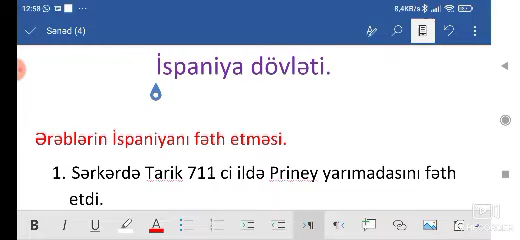 12:58
8,4KB/s
Sənəd (4)
İspaniya dövləti.
Ərəblərin İspaniyanı fəth etməsi.
1. Sərkərdə Tarik 711 ci ildə Priney yarımadasını fəth
etdi.
B I U A